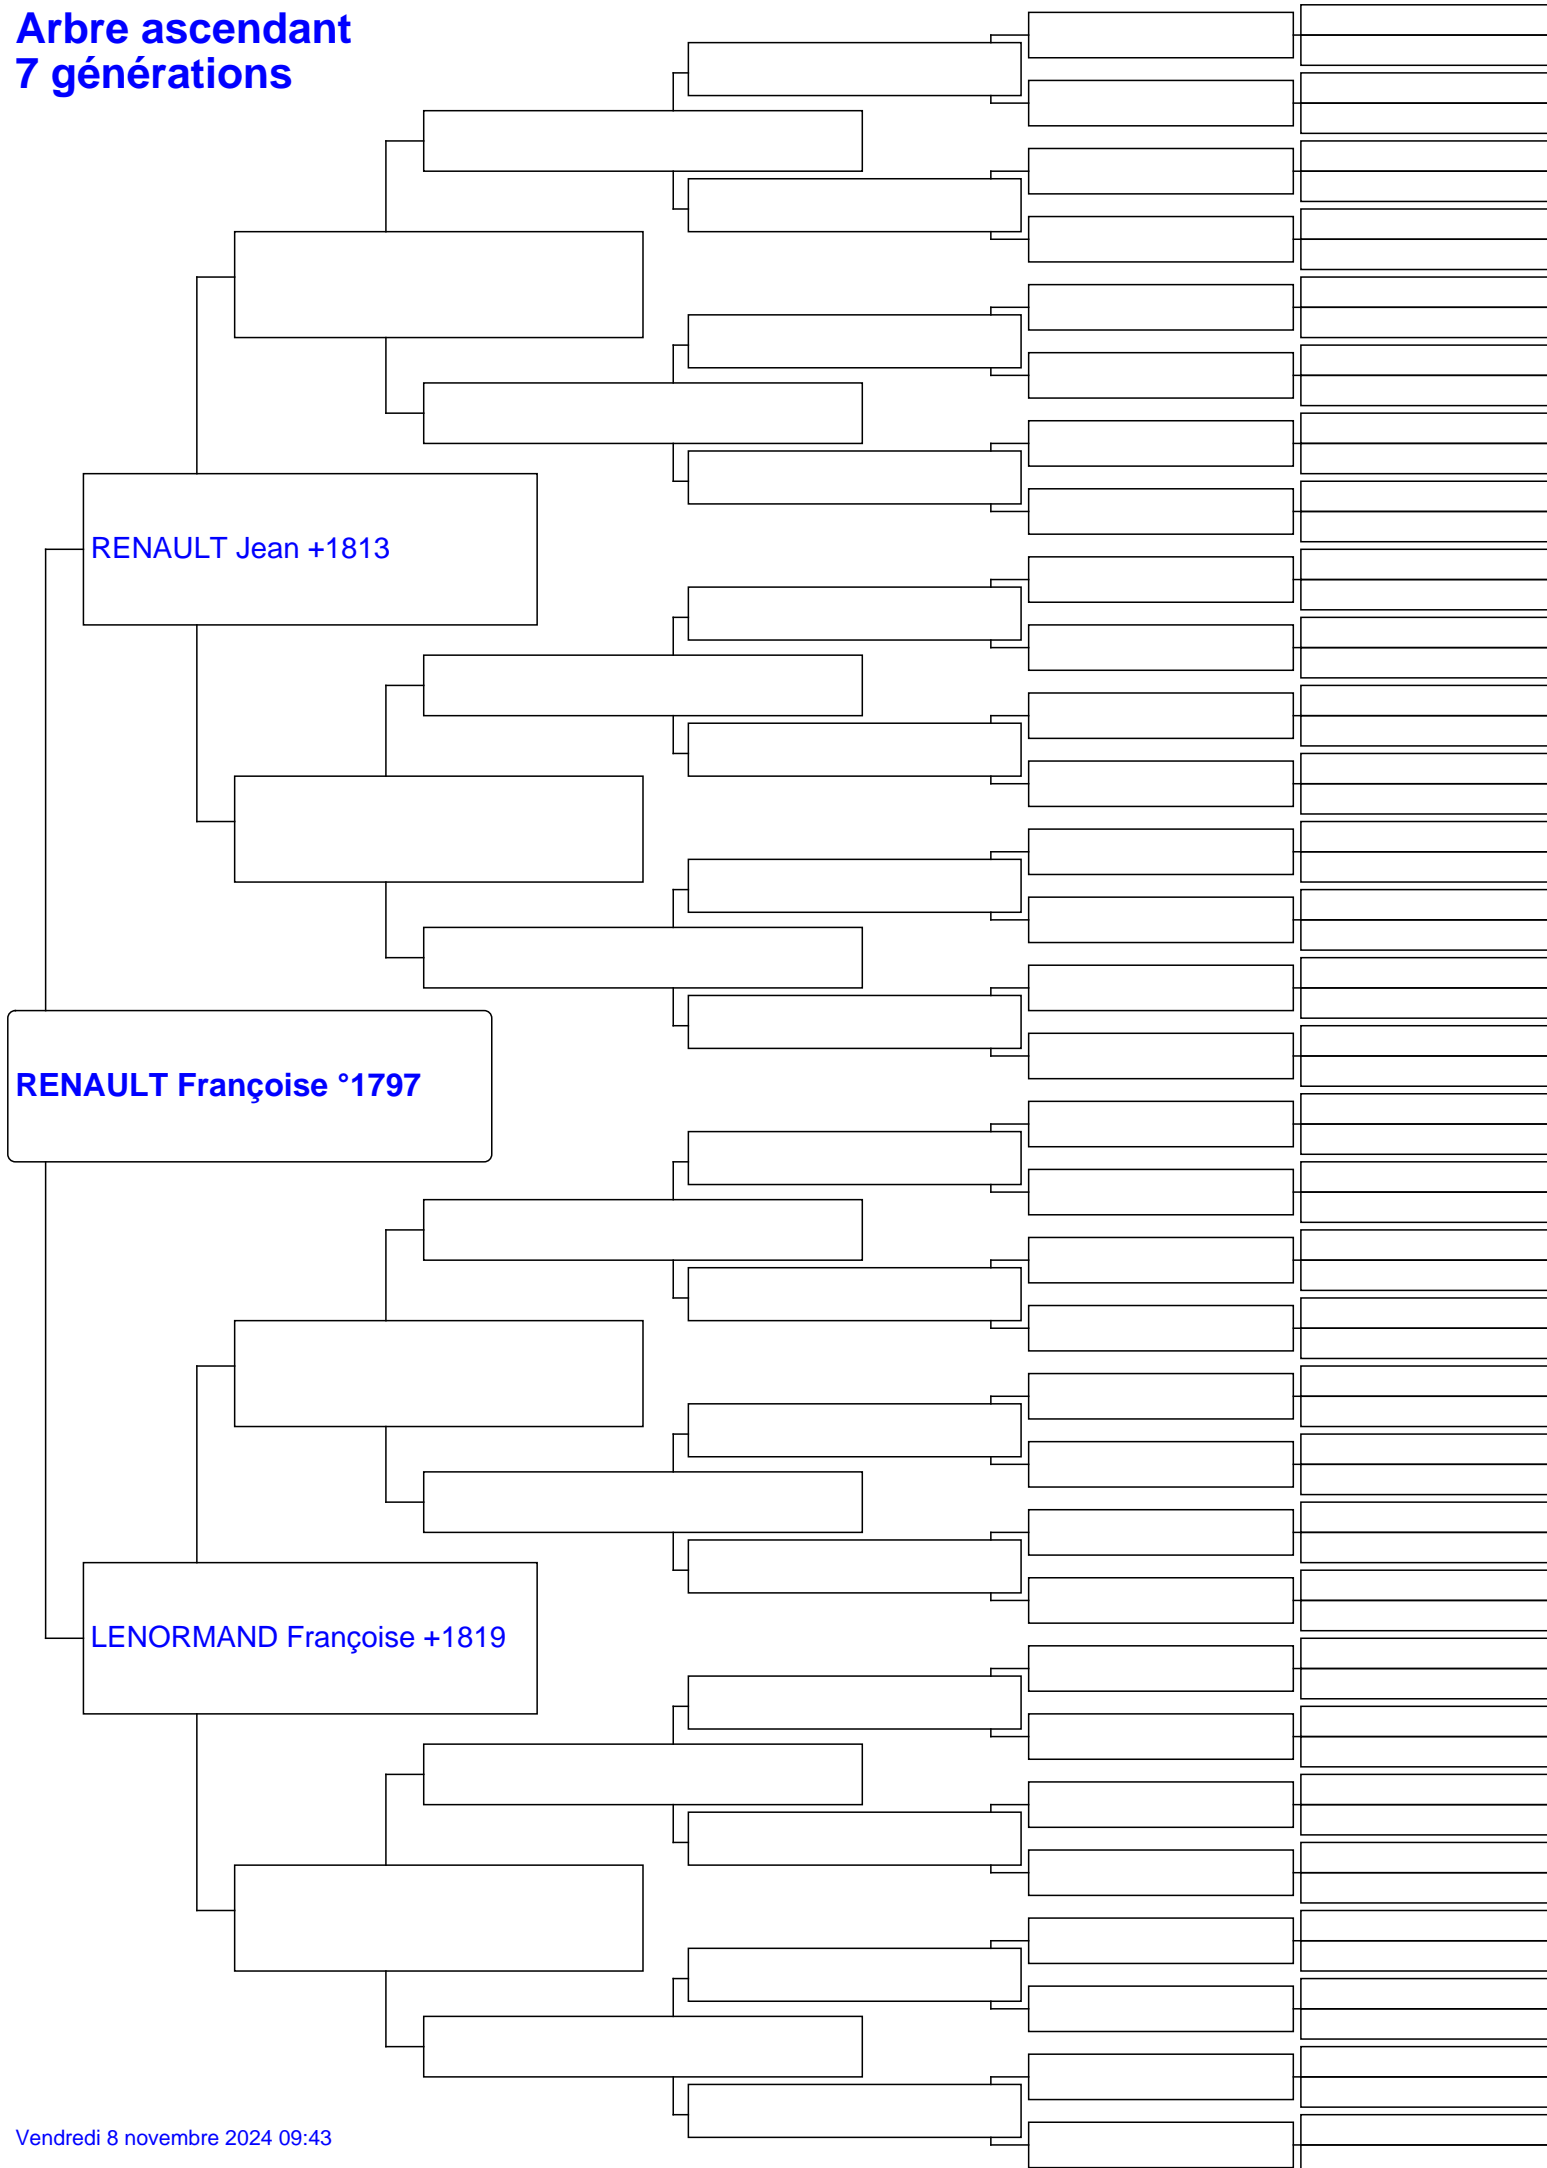 Arbre ascendant
7 générations
RENAULT Jean +1813
RENAULT Françoise °1797
LENORMAND Françoise +1819
Vendredi 8 novembre 2024 09:43